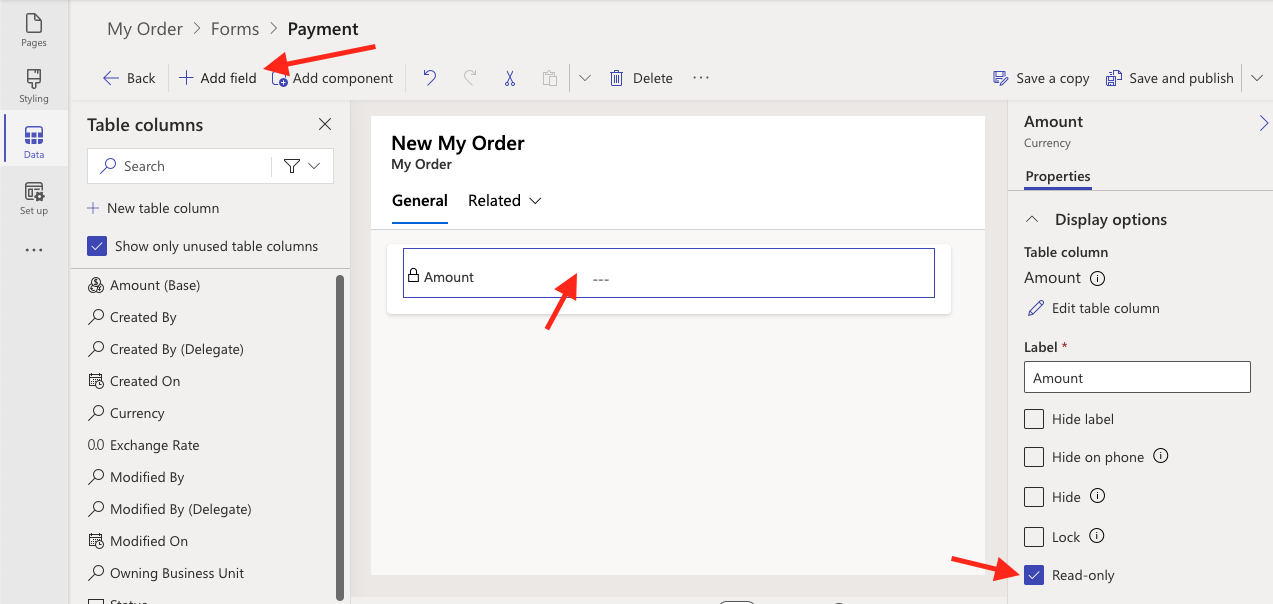 Pages
Styling
Data
Set up
My Order > Forms > Payment
Back
Add field
Add component
Delete
Save a copy
Save and publish
Table columns
Search
New table column
Show only unused table columns
Amount (Base)
Created By
Created By (Delegate)
Created On
Currency
0.0 Exchange Rate
Modified By
Modified By (Delegate)
Modified On
Owning Business Unit
Status
New My Order
My Order
General
Related
Amount
---
Amount
Currency
Properties
Display options
Table column
Amount
Edit table column
Label *
Amount
Hide label
Hide on phone
Hide
Lock
Read-only